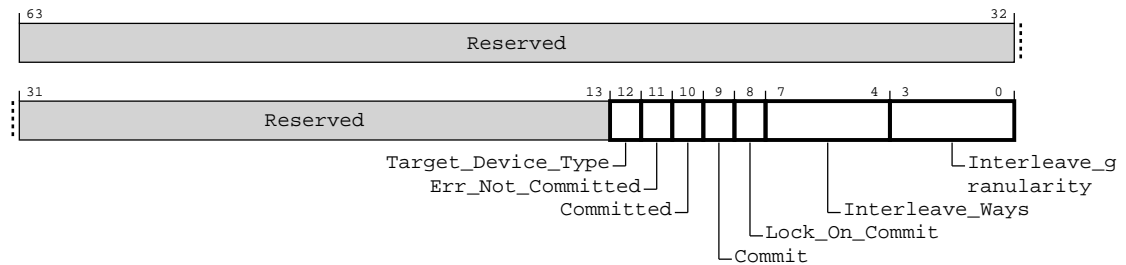 63 32
Reserved
31 13 12 11 10 9 8 7 4 3 0
Reserved
Target_Device_Type Interleave_g
Err_Not_Committed ranularity
Committed Interleave_Ways
Lock_On_Commit
Commit